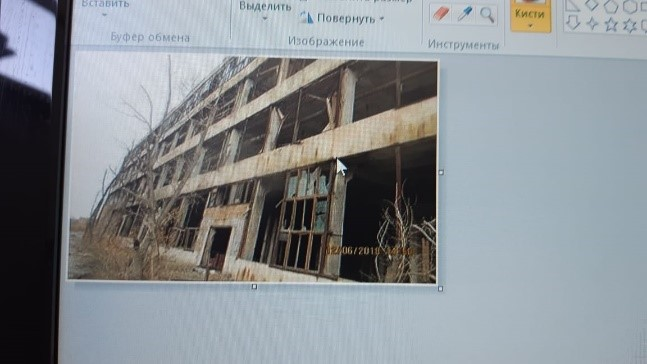 Вставить
Выделить
Повернуть
Кисти
Буфер обмена
Изображение
Инструменты